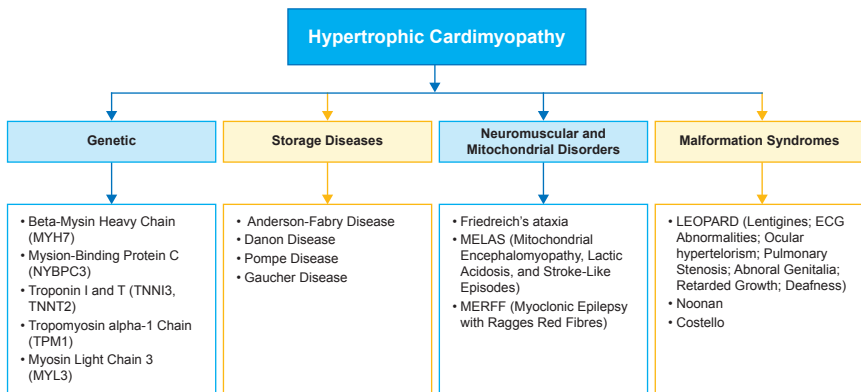 Hypertrophic Cardimyopathy
Genetic
Storage Diseases
Neuromuscular and
Mitochondrial Disorders
Malformation Syndromes
• Beta-Mysin Heavy Chain
(MYH7)
• Mysion-Binding Protein C
(NYBPC3)
• Troponin I and T (TNNI3,
TNNT2)
• Tropomyosin alpha-1 Chain
(TPM1)
• Myosin Light Chain 3
(MYL3)
• Anderson-Fabry Disease
• Danon Disease
• Pompe Disease
• Gaucher Disease
• Friedreich's ataxia
• MELAS (Mitochondrial
Encephalomyopathy, Lactic
Acidosis, and Stroke-Like
Episodes)
• MERFF (Myoclonic Epilepsy
with Ragges Red Fibres)
• LEOPARD (Lentigines; ECG
Abnormalities; Ocular
hypertelorism; Pulmonary
Stenosis; Abnoral Genitalia;
Retarded Growth; Deafness)
• Noonan
• Costello